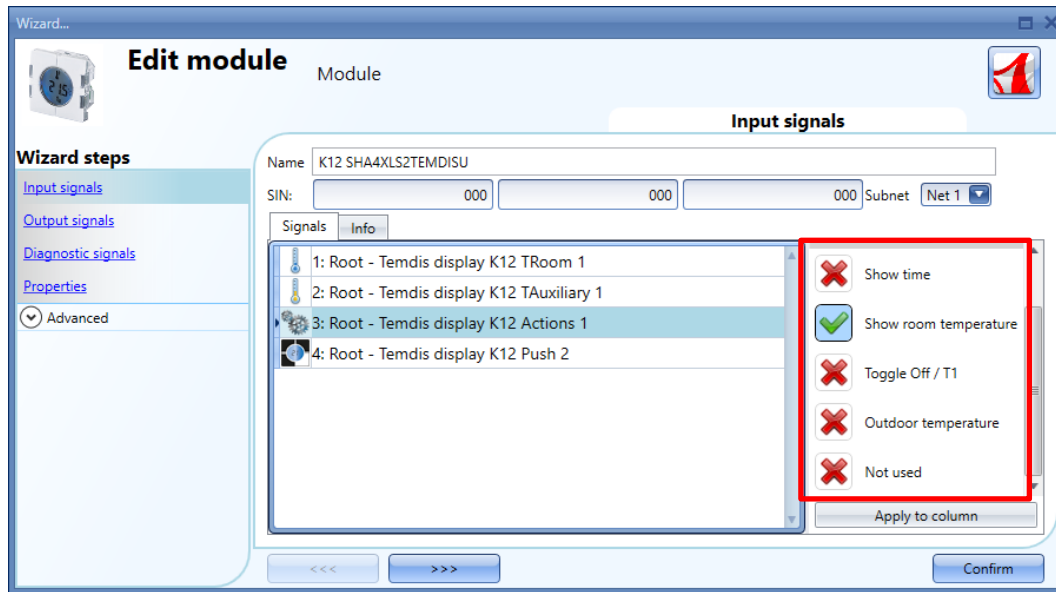 Wizard...
Edit module
Module
Input signals
Wizard steps
Input signals
Output signals
Diagnostic signals
Properties
Advanced
Name K12 SHA4XLS2TEMDISU
SIN: 000 000 000 Subnet Net 1
Signals Info
1: Root - Temdis display K12 TRoom 1
2: Root - Temdis display K12 TAuxiliary 1
3: Root - Temdis display K12 Actions 1
4: Root - Temdis display K12 Push 2
Show time
Show room temperature
Toggle Off / T1
Outdoor temperature
Not used
Apply to column
<<< >>> Confirm